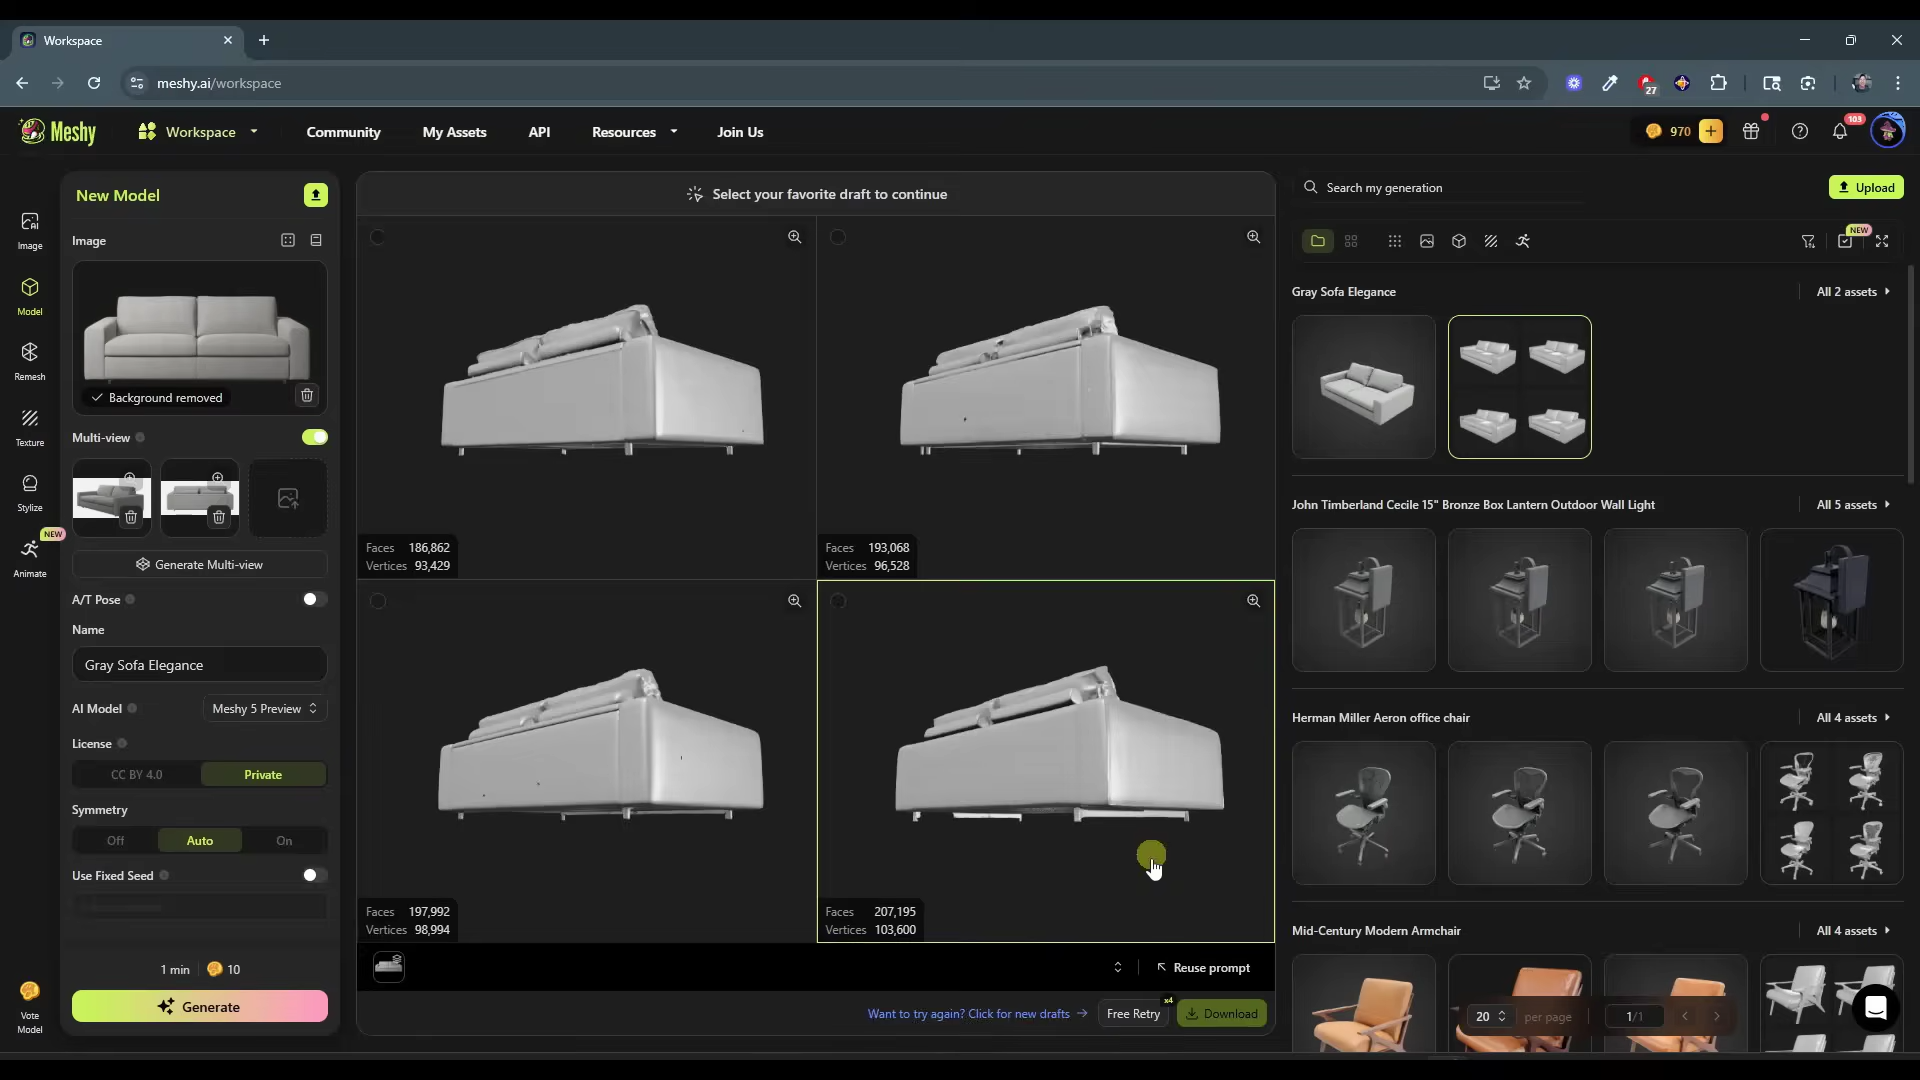 Workspace
meshy.ai/workspace
27
Meshy
Workspace
Community
My Assets
API
Resources
Join Us
970
103
New Model
Select your favorite draft to continue
Search my generation
Upload
Image
Image
Background removed
NEW
Model
Remesh
Texture
Stylize
NEW
Animate
Vote
Model
Multi-view
Generate Multi-view
A/T Pose
Name
Gray Sofa Elegance
AI Model
Meshy 5 Preview
License
CC BY 4.0
Private
Symmetry
Off
Auto
On
Use Fixed Seed
1 min
10
Generate
Faces 186,862
Vertices 93,429
Faces 193,068
Vertices 96,528
Faces 197,992
Vertices 98,994
Faces 207,195
Vertices 103,600
Reuse prompt
Want to try again? Click for new drafts
Free Retry
x4
Download
Gray Sofa Elegance
All 2 assets
John Timberland Cecile 15" Bronze Box Lantern Outdoor Wall Light
All 5 assets
Herman Miller Aeron office chair
All 4 assets
Mid-Century Modern Armchair
All 4 assets
20
per page
1/1